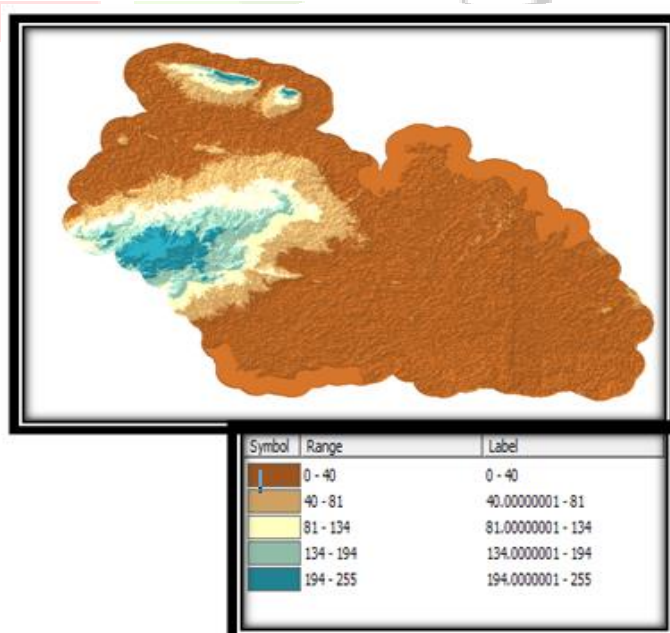 Symbol Range Label
0 - 40 0 - 40
40 - 81 40.00000001 - 81
81 - 134 81.00000001 - 134
134 - 194 134.0000001 - 194
194 - 255 194.0000001 - 255